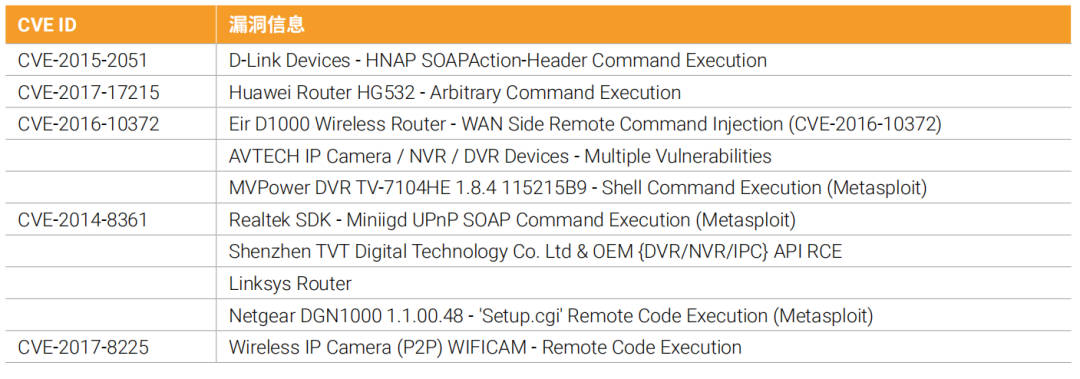 CVE ID 漏洞信息
CVE-2015-2051 D-Link Devices - HNAP SOAPAction-Header Command Execution
CVE-2017-17215 Huawei Router HG532 - Arbitrary Command Execution
CVE-2016-10372 Eir D1000 Wireless Router - WAN Side Remote Command Injection (CVE-2016-10372)
AVTECH IP Camera / NVR / DVR Devices - Multiple Vulnerabilities
MVPower DVR TV-7104HE 1.8.4 115215B9 - Shell Command Execution (Metasploit)
CVE-2014-8361 Realtek SDK - Miniigd UPnP SOAP Command Execution (Metasploit)
Shenzhen TVT Digital Technology Co. Ltd & OEM {DVR/NVR/IPC} API RCE
Linksys Router
Netgear DGN1000 1.1.00.48 - 'Setup.cgi' Remote Code Execution (Metasploit)
CVE-2017-8225 Wireless IP Camera (P2P) WIFICAM - Remote Code Execution